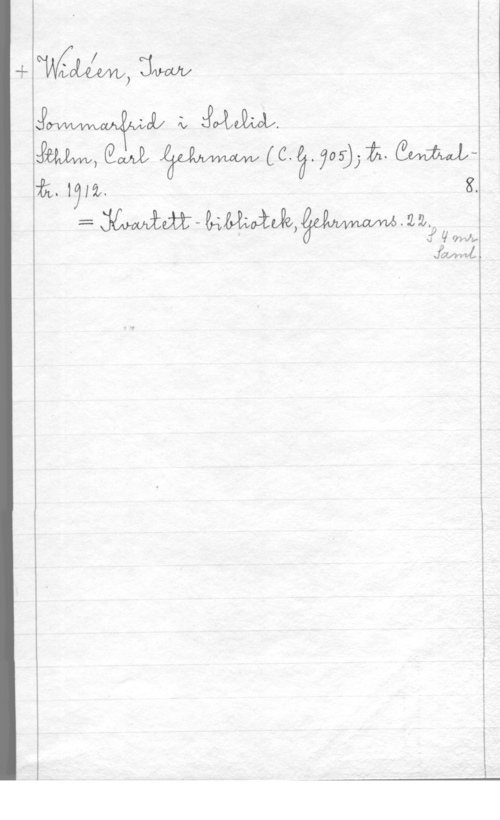 + Widéen, Ivar
Sommarfrid i Solelid.
Sthlm, Carl Gehrman (C. G. 905); tr. Central-
tr. 1912. 8.
= Kvartett-bibliotek, Gehrmans. 22.
S 4 mr
Saml.